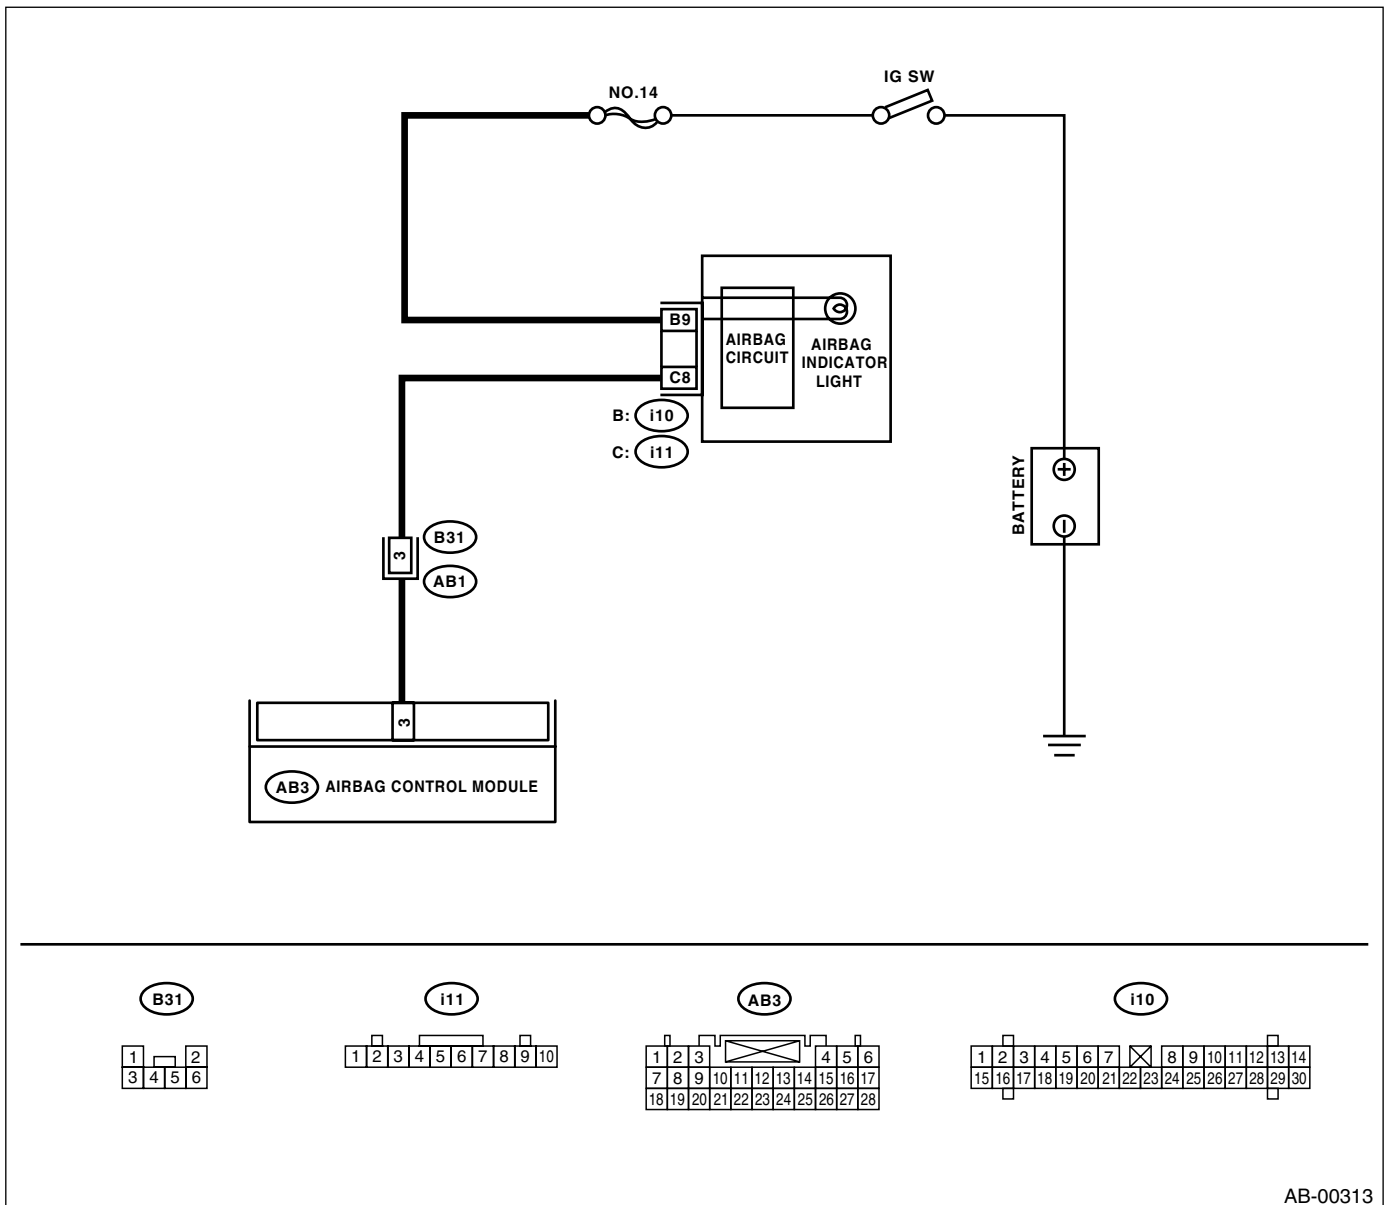 IG SW
NO.14
B9
AIRBAG
CIRCUIT
AIRBAG
INDICATOR
LIGHT
C8
B: i10
C: i11
BATTERY
+
−
B31
3
AB1
3
AB3 AIRBAG CONTROL MODULE
B31
1 2
3 4 5 6
i11
1 2 3 4 5 6 7 8 9 10
AB3
1 2 3 4 5 6
7 8 9 10 11 12 13 14 15 16 17
18 19 20 21 22 23 24 25 26 27 28
i10
1 2 3 4 5 6 7 8 9 10 11 12 13 14
15 16 17 18 19 20 21 22 23 24 25 26 27 28 29 30
AB-00313